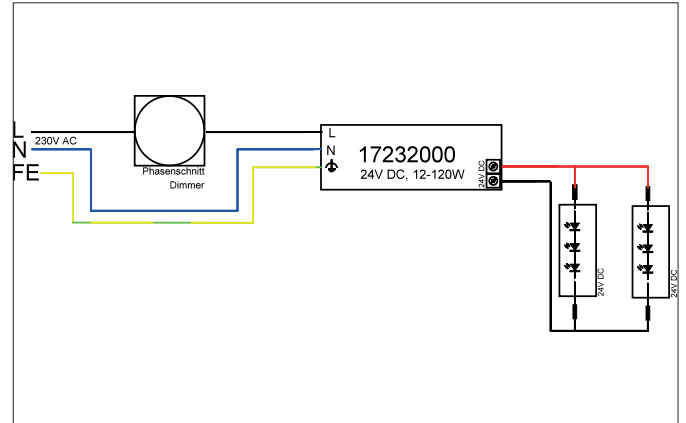 L
230V AC
N
FE
Phasenschnitt
Dimmer
L
N
17232000
24V DC, 12-120W
24V DC
24V DC
24V DC